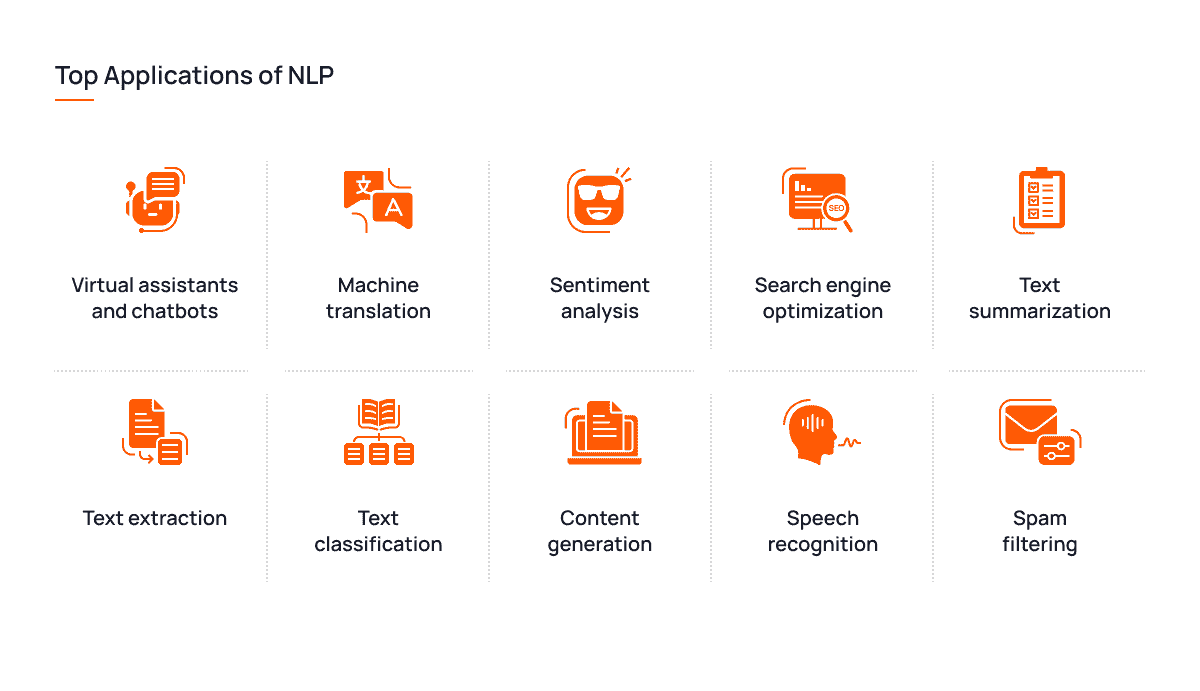 Top Applications of NLP
文
A
SEO
Virtual assistants
and chatbots
Machine
translation
Sentiment
analysis
Search engine
optimization
Text
summarization
Text extraction
Text
classification
Content
generation
Speech
recognition
Spam
filtering